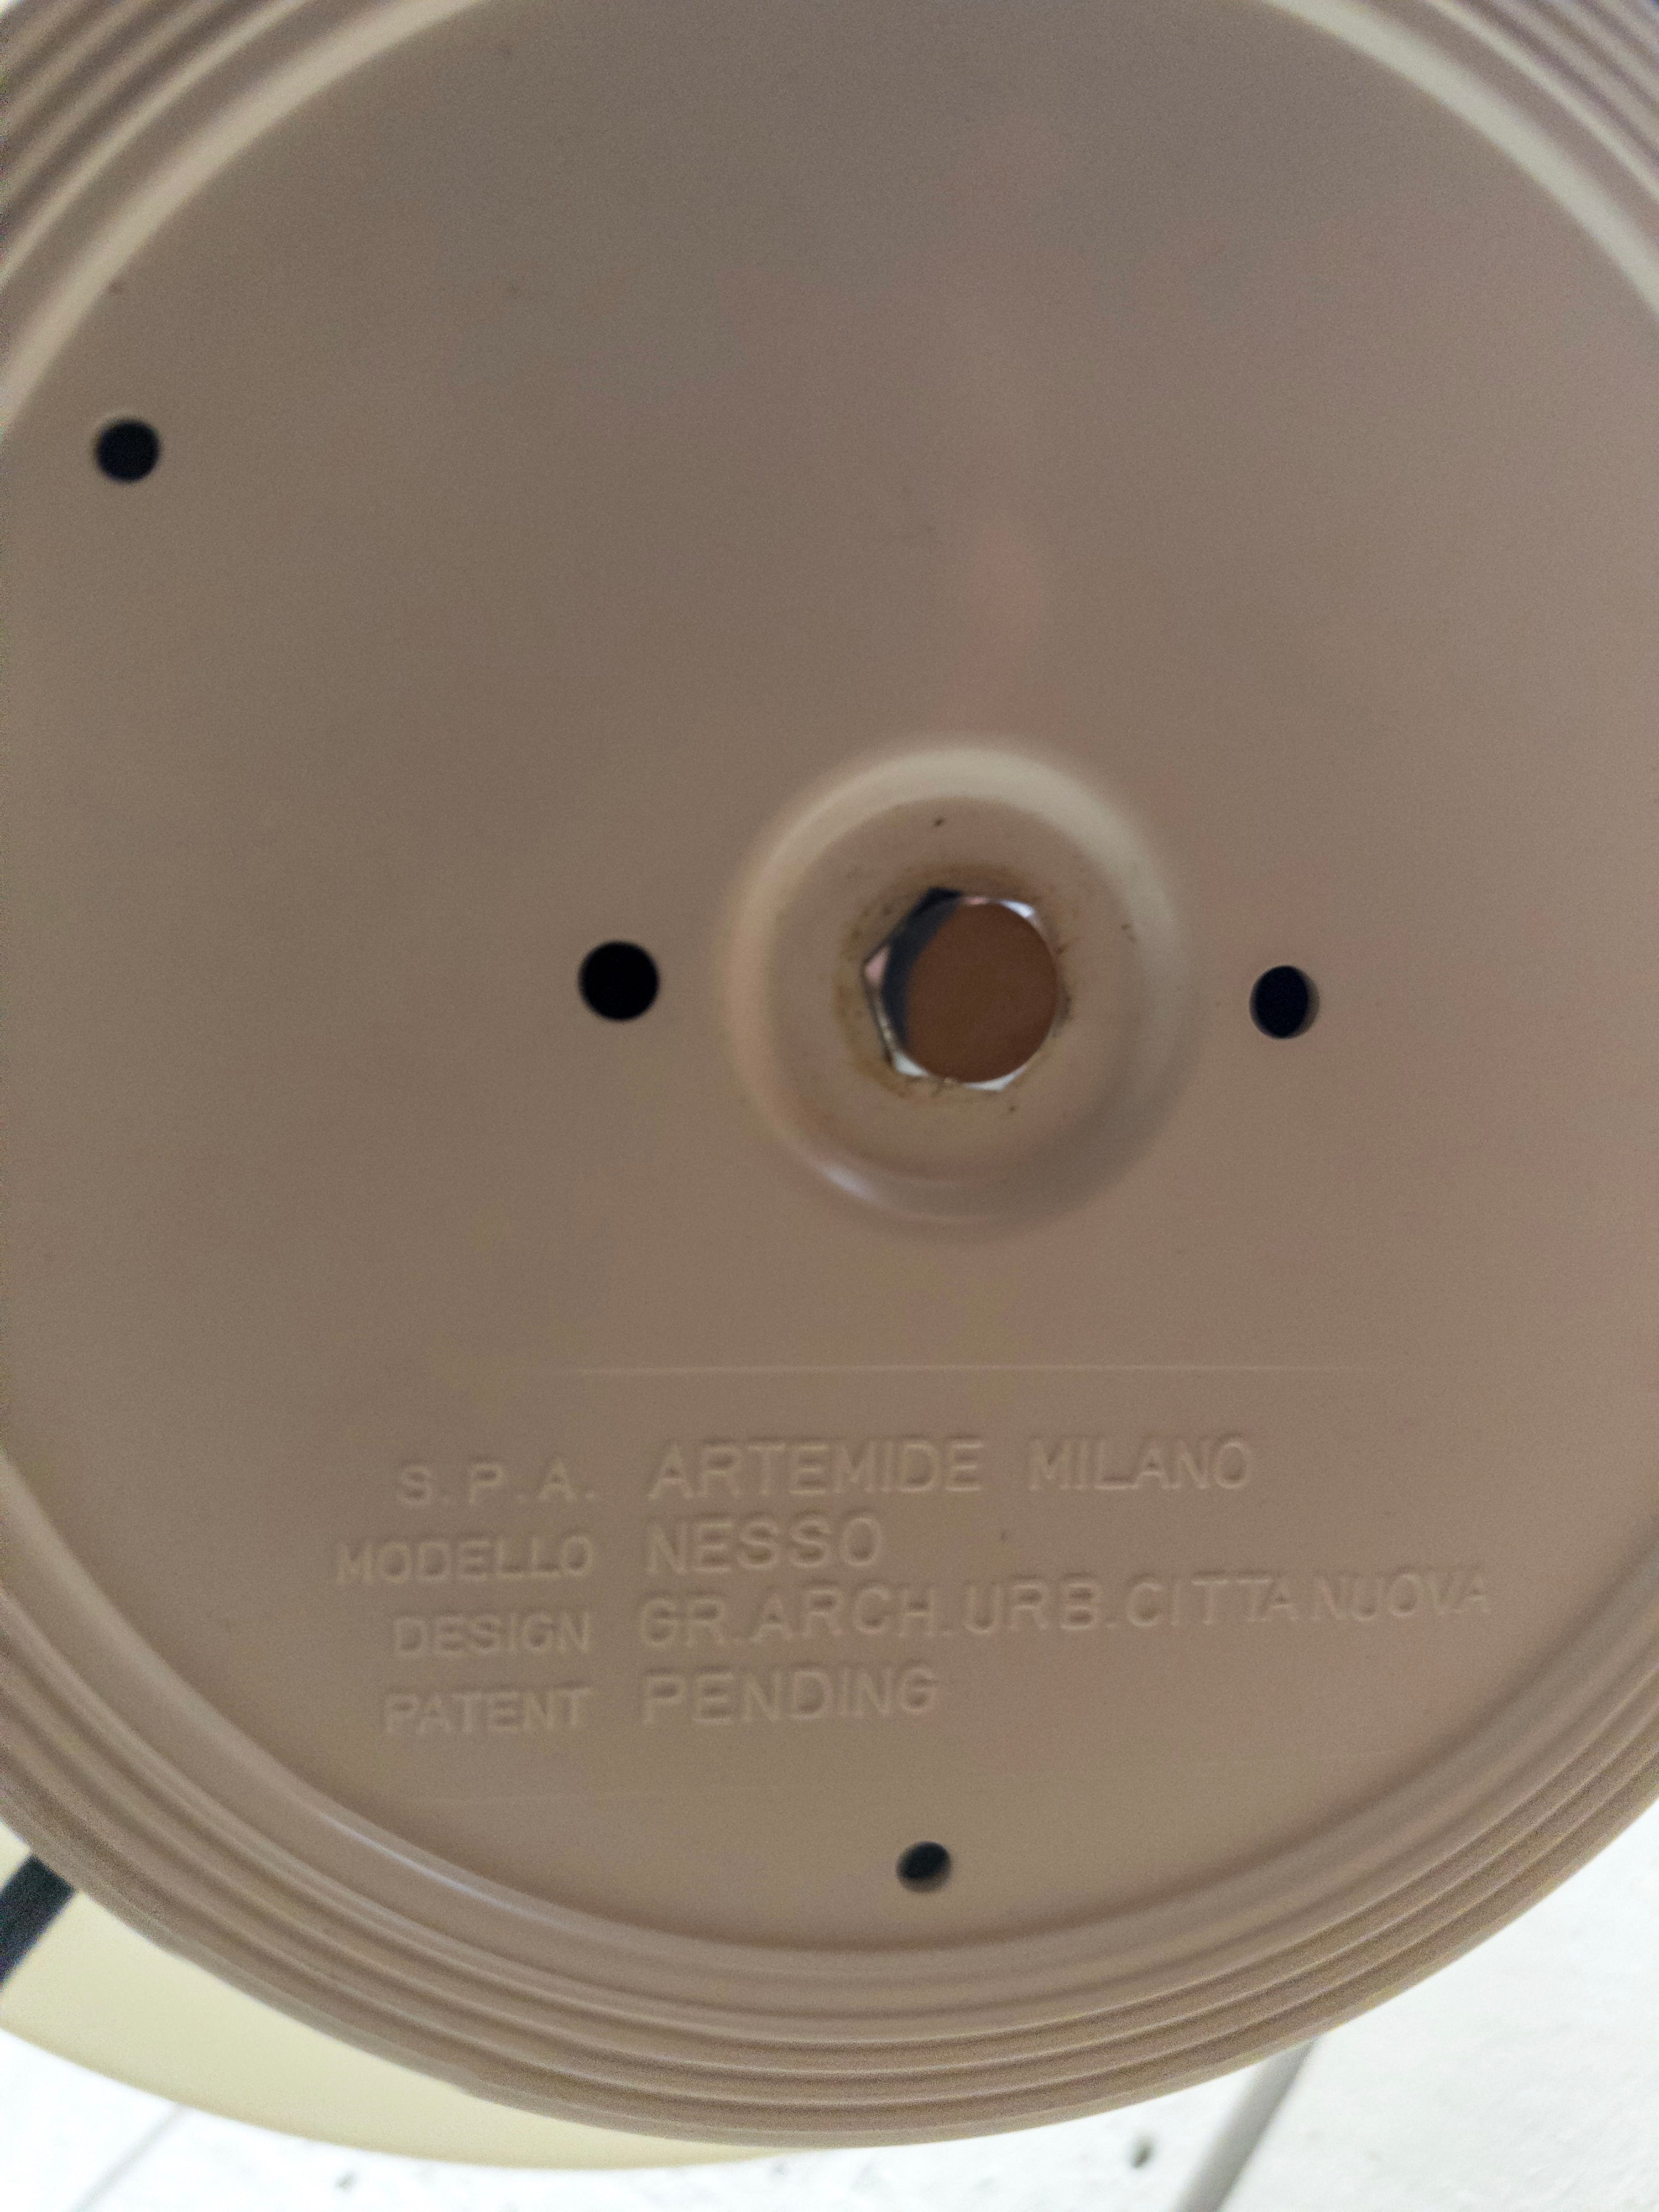 S.P.A. ARTEMIDE MILANO
MODELLO NESSO
DESIGN GR.ARCH.URB.CITTA NUOVA
PATENT PENDING